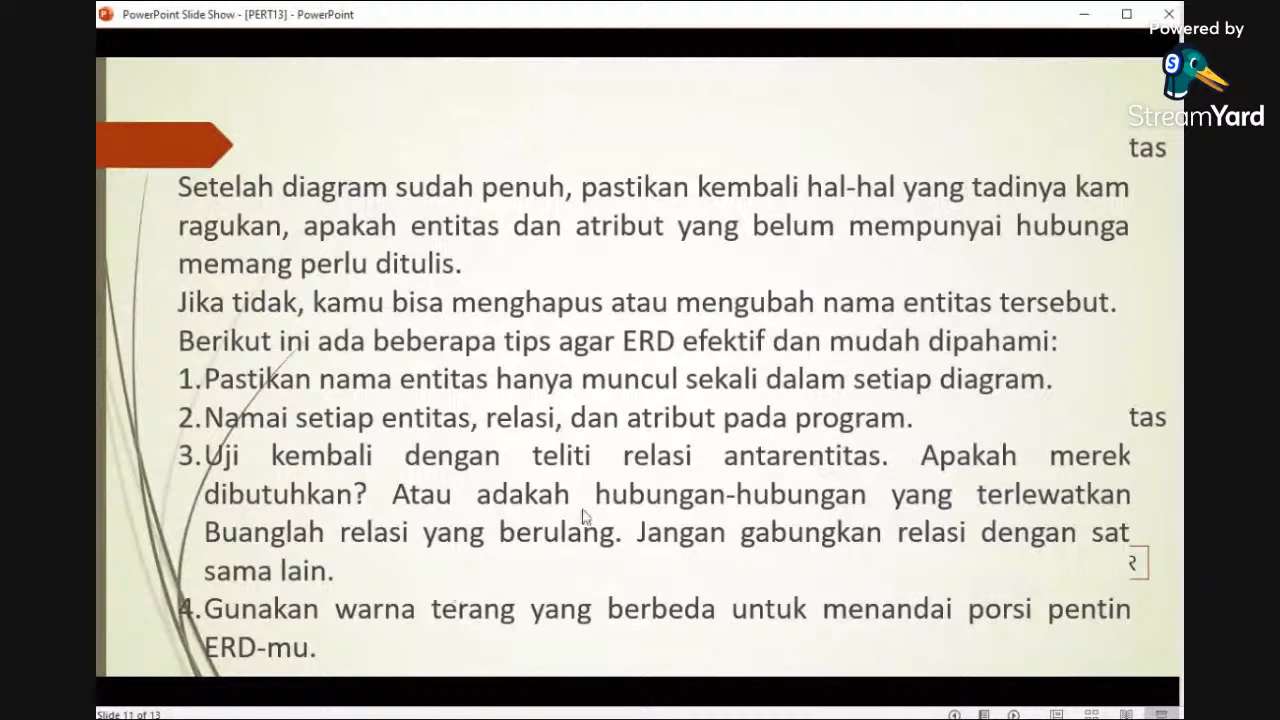 PowerPoint Slide Show - [PERT13] - PowerPoint
Powered by
StreamYard
tas
Setelah diagram sudah penuh, pastikan kembali hal-hal yang tadinya kam
ragukan, apakah entitas dan atribut yang belum mempunyai hubunga
memang perlu ditulis.
Jika tidak, kamu bisa menghapus atau mengubah nama entitas tersebut.
Berikut ini ada beberapa tips agar ERD efektif dan mudah dipahami:
1.Pastikan nama entitas hanya muncul sekali dalam setiap diagram.
2.Namai setiap entitas, relasi, dan atribut pada program.
tas
3.Uji kembali dengan teliti relasi antarentitas. Apakah merek
dibutuhkan? Atau adakah hubungan-hubungan yang terlewatkan
Buanglah relasi yang berulang. Jangan gabungkan relasi dengan sat
sama lain.
4.Gunakan warna terang yang berbeda untuk menandai porsi pentin
ERD-mu.
Slide 11 of 13